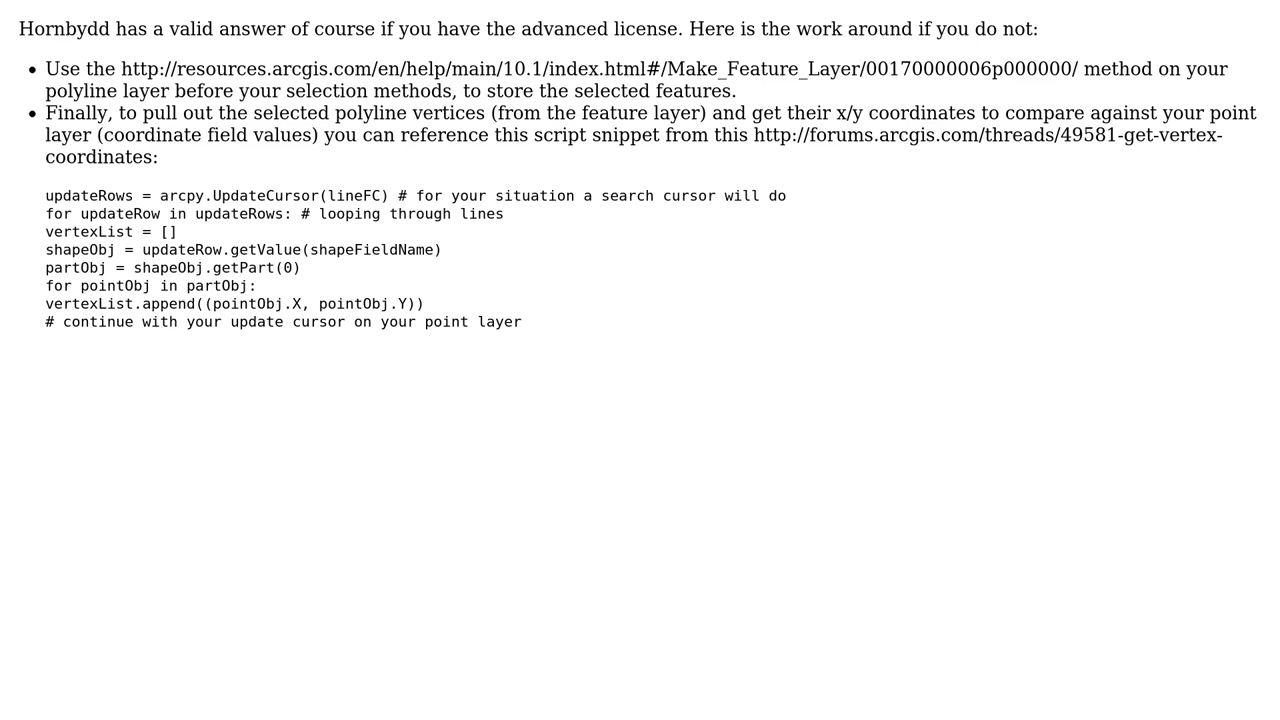 Hornbydd has a valid answer of course if you have the advanced license. Here is the work around if you do not:
• Use the http://resources.arcgis.com/en/help/main/10.1/index.html#/Make_Feature_Layer/00170000006p000000/ method on your
polyline layer before your selection methods, to store the selected features.
• Finally, to pull out the selected polyline vertices (from the feature layer) and get their x/y coordinates to compare against your point
layer (coordinate field values) you can reference this script snippet from this http://forums.arcgis.com/threads/49581-get-vertex-
coordinates:
updateRows = arcpy.UpdateCursor(lineFC) # for your situation a search cursor will do
for updateRow in updateRows: # looping through lines
vertexList = []
shapeObj = updateRow.getValue(shapeFieldName)
partObj = shapeObj.getPart(0)
for pointObj in partObj:
vertexList.append((pointObj.X, pointObj.Y))
# continue with your update cursor on your point layer